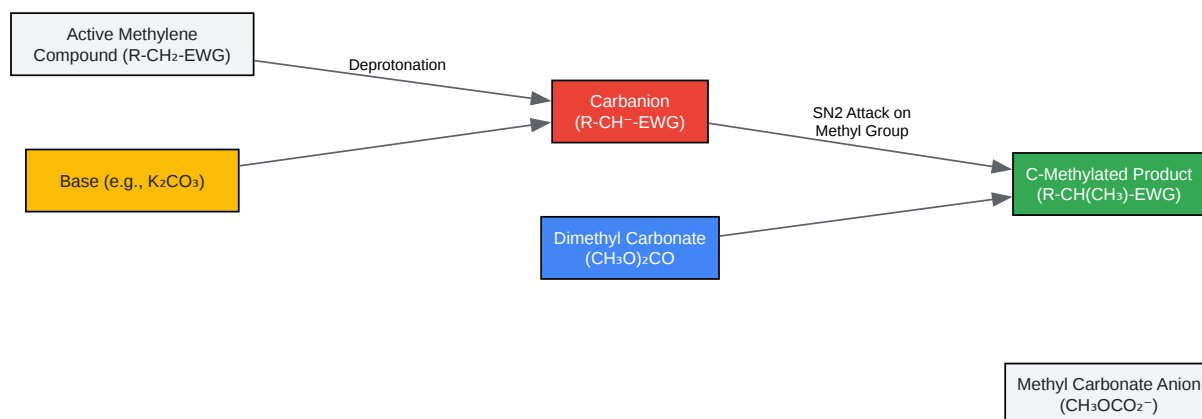 Active Methylene
Compound (R-CH₂-EWG)
Deprotonation
Base (e.g., K₂CO₃)
Carbanion
(R-CH⁻-EWG)
SN2 Attack on
Methyl Group
Dimethyl Carbonate
(CH₃O)₂CO
C-Methylated Product
(R-CH(CH₃)-EWG)
Methyl Carbonate Anion
(CH₃OCO₂⁻)